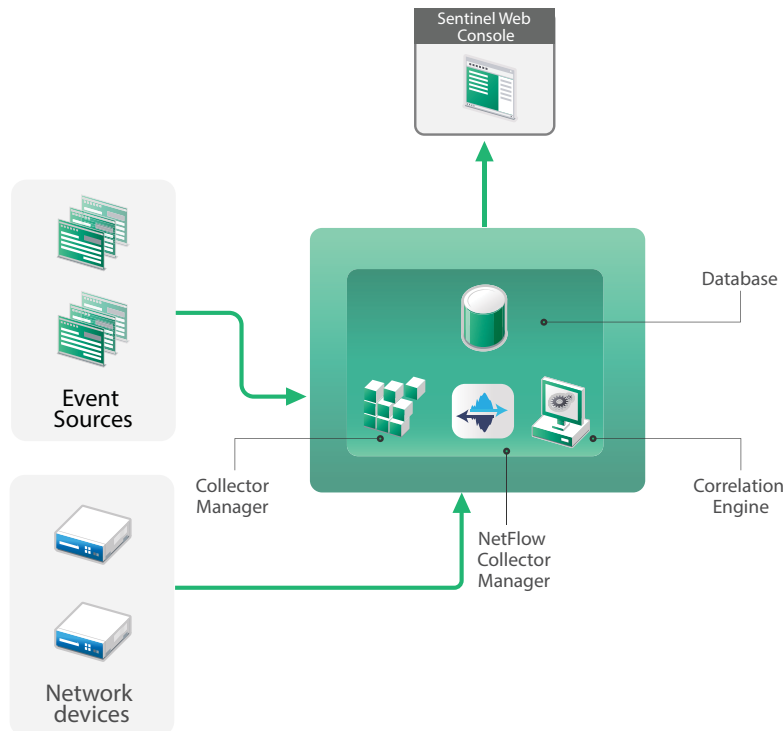 Sentinel Web
Console
Event
Sources
Database
Collector
Manager
Correlation
Engine
NetFlow
Collector
Manager
Network
devices